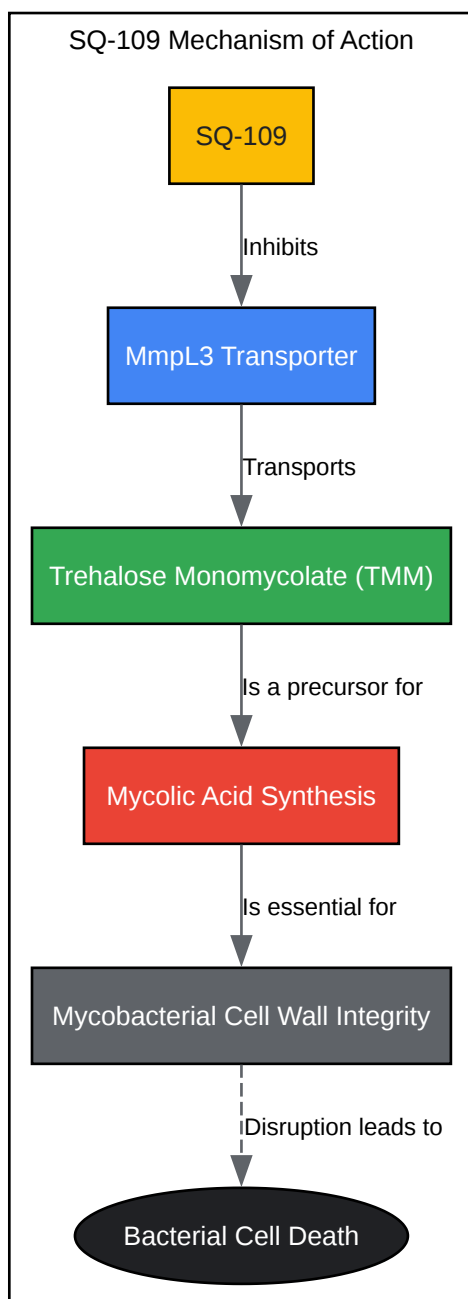 SQ-109 Mechanism of Action
SQ-109
Inhibits
MmpL3 Transporter
Transports
Trehalose Monomycolate (TMM)
Is a precursor for
Mycolic Acid Synthesis
Is essential for
Mycobacterial Cell Wall Integrity
Disruption leads to
Bacterial Cell Death